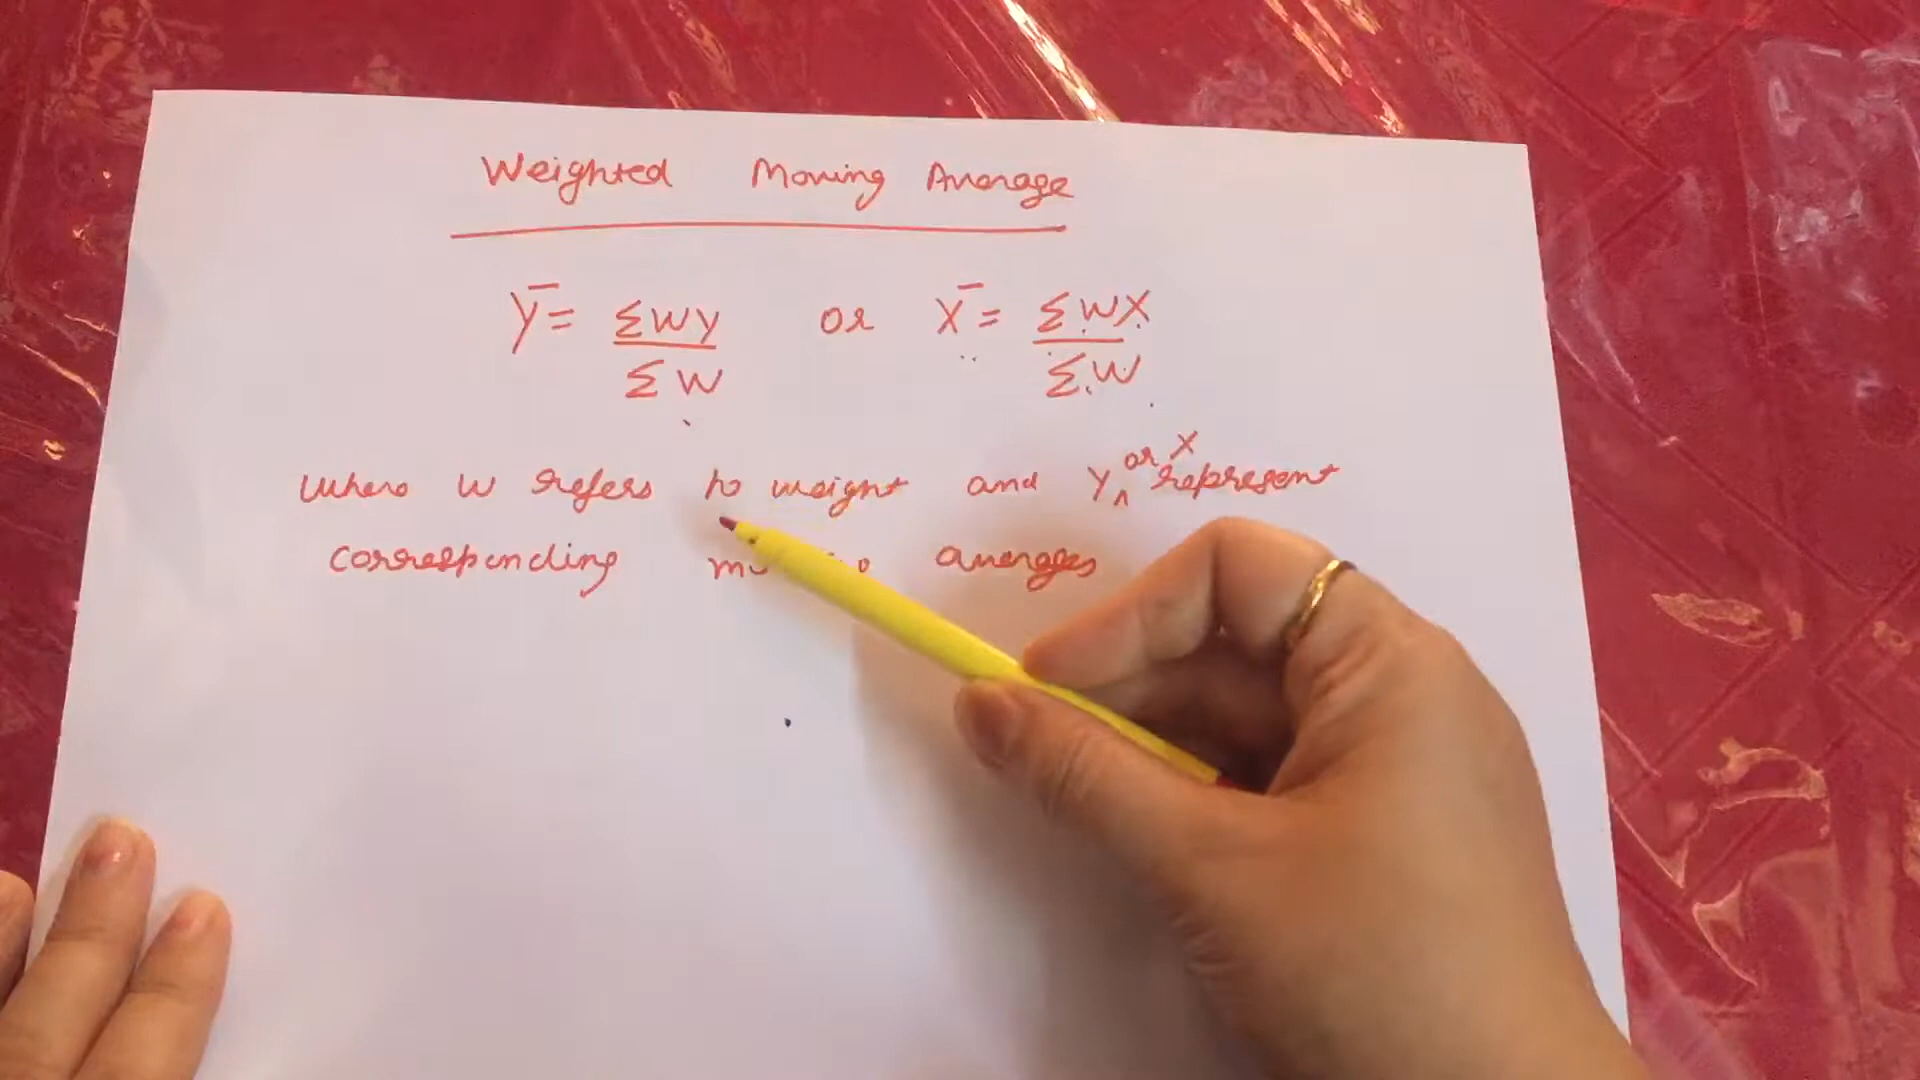 Weighted Moving Average
Ȳ = ΣWY / ΣW or X̄ = ΣWX / ΣW
Where W refers to weight and Y or X represent
corresponding averages